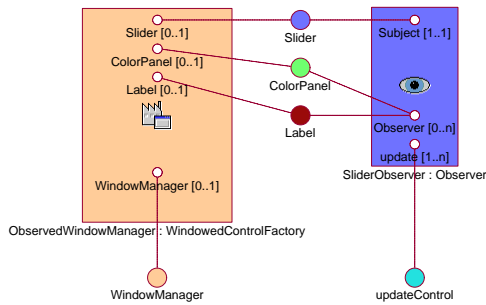 Slider [0..1]
Slider
Subject [1..1]
ColorPanel [0..1]
ColorPanel
Label [0..1]
Label
Observer [0..n]
update [1..n]
SliderObserver : Observer
WindowManager [0..1]
ObservedWindowManager : WindowedControlFactory
WindowManager
updateControl